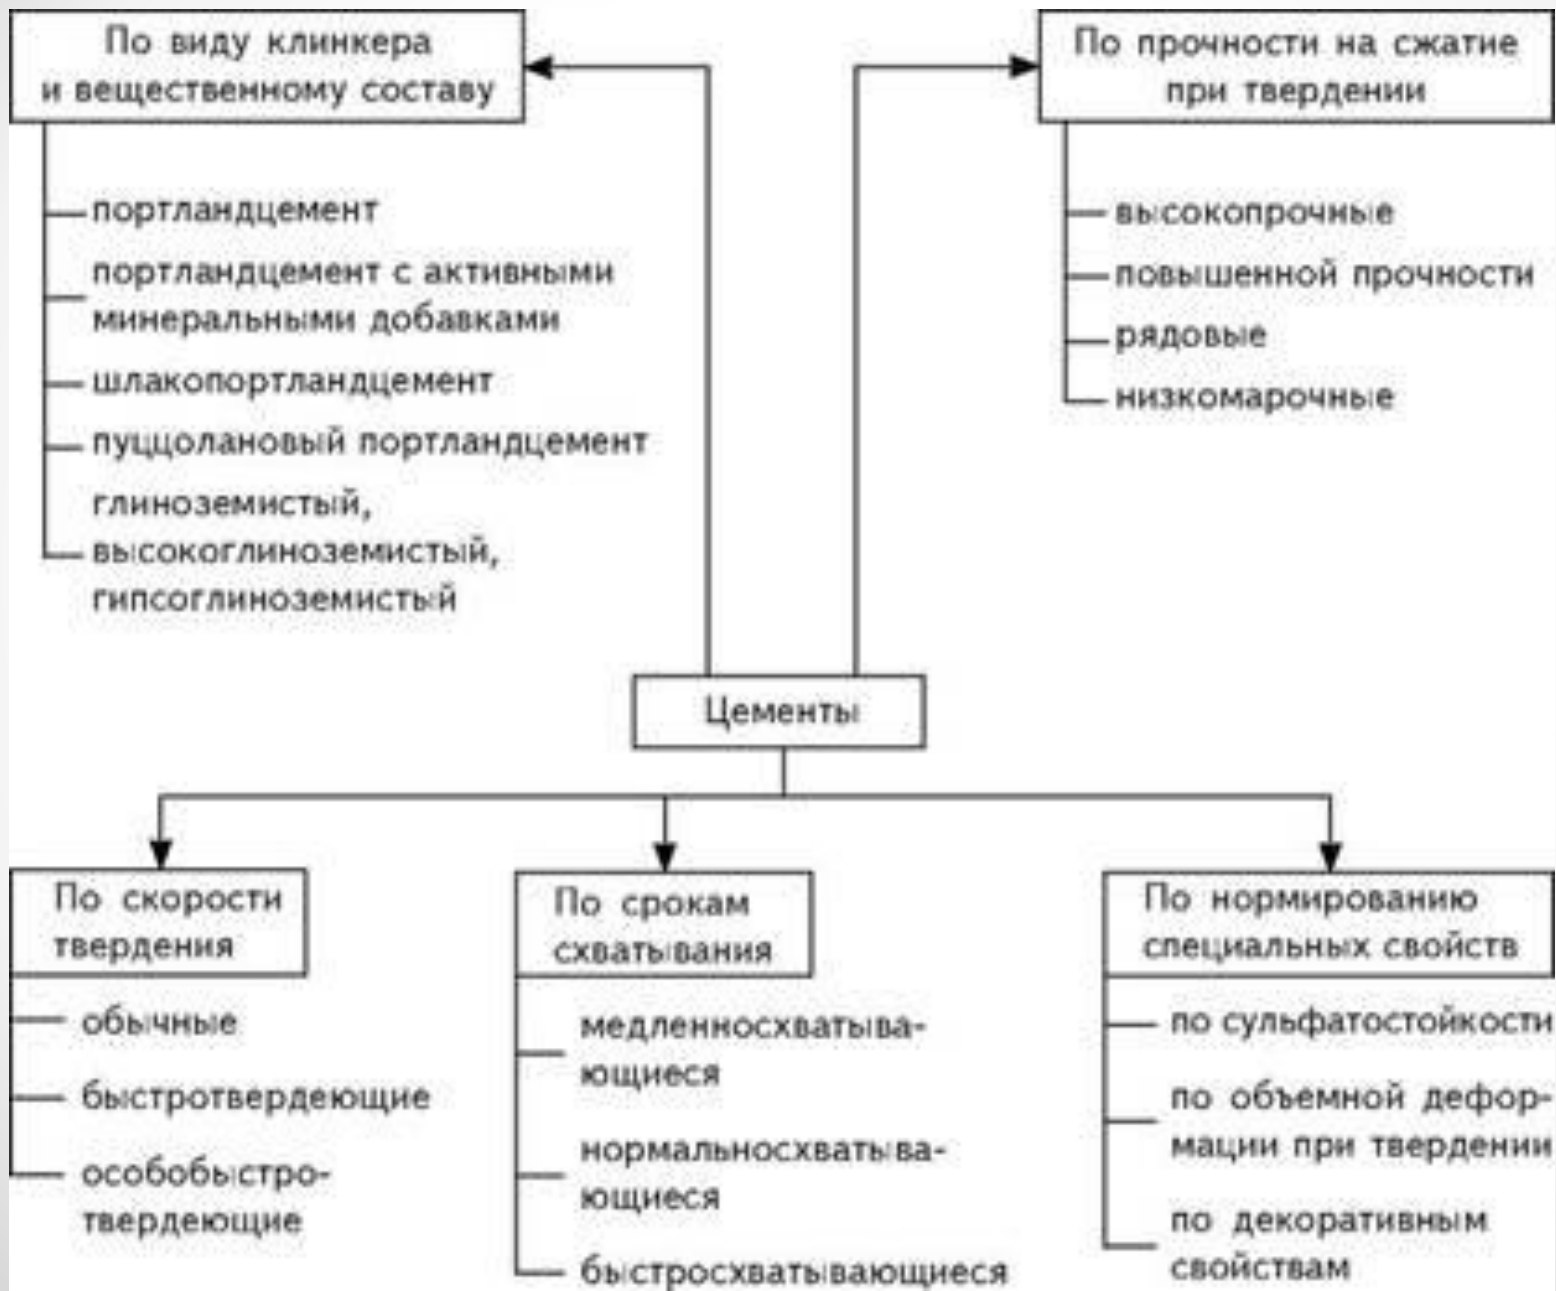 По виду клинкера
и вещественному составу
портландцемент
портландцемент с активными
минеральными добавками
шлакопортландцемент
пуццолановый портландцемент
глиноземистый,
высокоглиноземистый,
гипсоглиноземистый
По прочности на сжатие
при твердении
высокопрочные
повышенной прочности
рядовые
низкомарочные
Цементы
По скорости
твердения
обычные
быстротвердеющие
особобыстро-
твердеющие
По срокам
схватывания
медленносхватыва-
ющиеся
нормальносхватыва-
ющиеся
быстросхватывающиеся
По нормированию
специальных свойств
по сульфатостойкости
по объемной дефор-
мации при твердении
по декоративным
свойствам